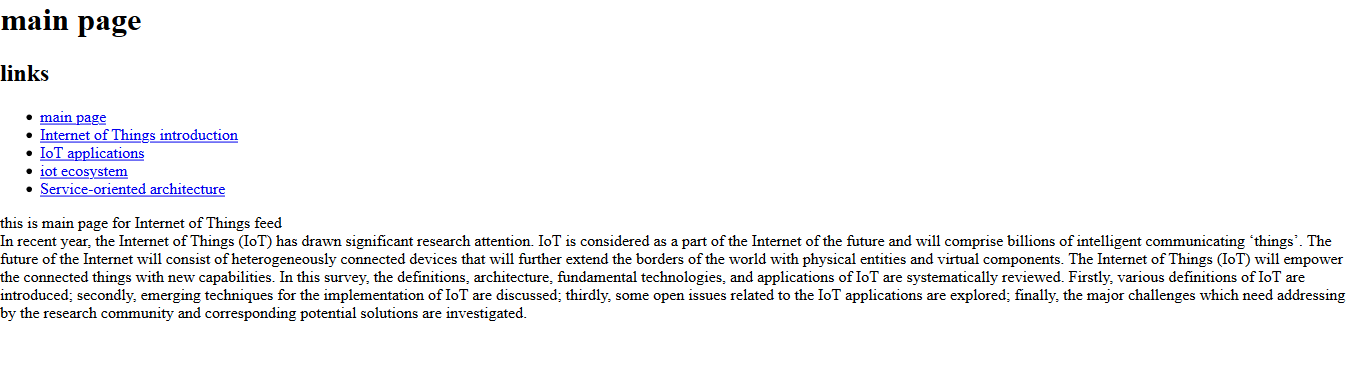 main page
links
main page
Internet of Things introduction
IoT applications
iot ecosystem
Service-oriented architecture
this is main page for Internet of Things feed
In recent year, the Internet of Things (IoT) has drawn significant research attention. IoT is considered as a part of the Internet of the future and will comprise billions of intelligent communicating ‘things’. The
future of the Internet will consist of heterogeneously connected devices that will further extend the borders of the world with physical entities and virtual components. The Internet of Things (IoT) will empower
the connected things with new capabilities. In this survey, the definitions, architecture, fundamental technologies, and applications of IoT are systematically reviewed. Firstly, various definitions of IoT are
introduced; secondly, emerging techniques for the implementation of IoT are discussed; thirdly, some open issues related to the IoT applications are explored; finally, the major challenges which need addressing
by the research community and corresponding potential solutions are investigated.